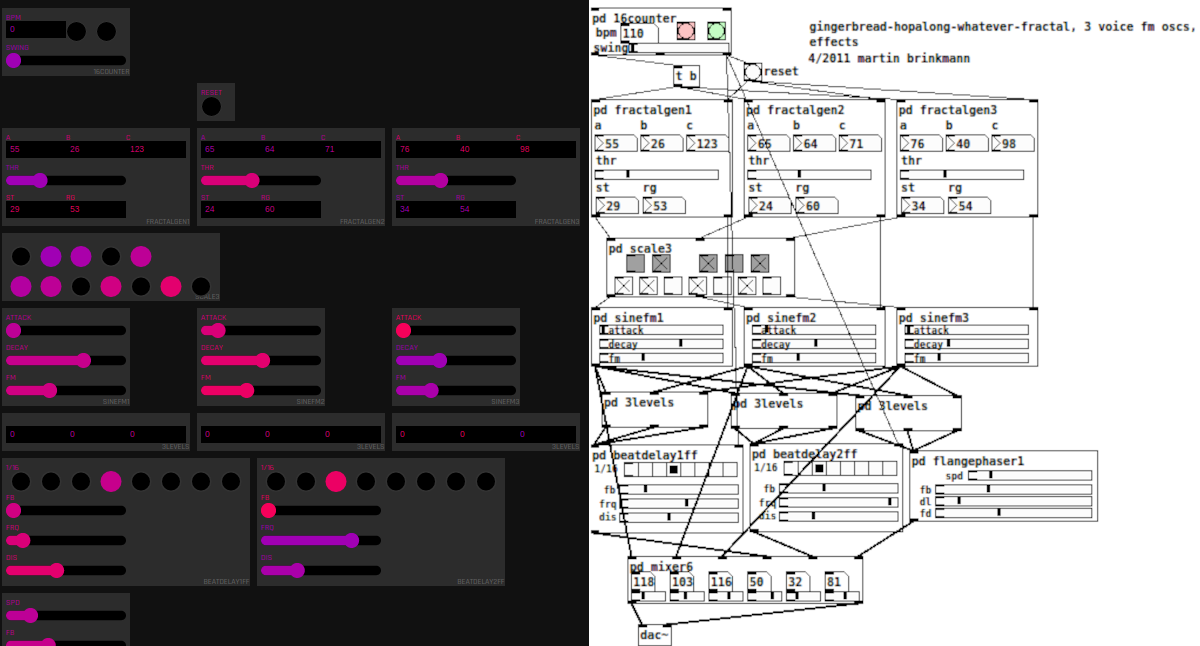 BPM
0
16COUNTER
RESET
A B C
55 26 123
THR
ST RG
29 53
FRACTALGEN1
A B C
65 64 71
THR
ST RG
24 60
FRACTALGEN2
A B C
76 40 98
THR
ST RG
34 54
FRACTALGEN3
SCALE3
ATTACK
DECAY
FM
SINEFM1
ATTACK
DECAY
FM
SINEFM2
ATTACK
DECAY
FM
SINEFM3
0 0 0
3LEVELS
0 0 0
3LEVELS
0 0 0
3LEVELS
1/16
FB
FRQ
DIS
BEATDELAY1FF
1/16
FB
FRQ
DIS
BEATDELAY2FF
SPD
FB
pd 16counter
bpm 110
swing
gingerbread-hopalong-whatever-fractal, 3 voice fm oscs,
effects
4/2011 martin brinkmann
t b
reset
pd fractalgen1
a b c
55 26 123
thr
st rg
29 53
pd fractalgen2
a b c
65 64 71
thr
st rg
24 60
pd fractalgen3
a b c
76 40 98
thr
st rg
34 54
pd scale3
pd sinefm1
attack
decay
fm
pd sinefm2
attack
decay
fm
pd sinefm3
attack
decay
fm
pd 3levels
pd 3levels
pd 3levels
pd beatdelay1ff
1/16
fb
frq
dis
pd beatdelay2ff
1/16
fb
frq
dis
pd flangephaser1
spd
fb
dl
fd
pd mixer6
118 103 116 50 32 81
dac~